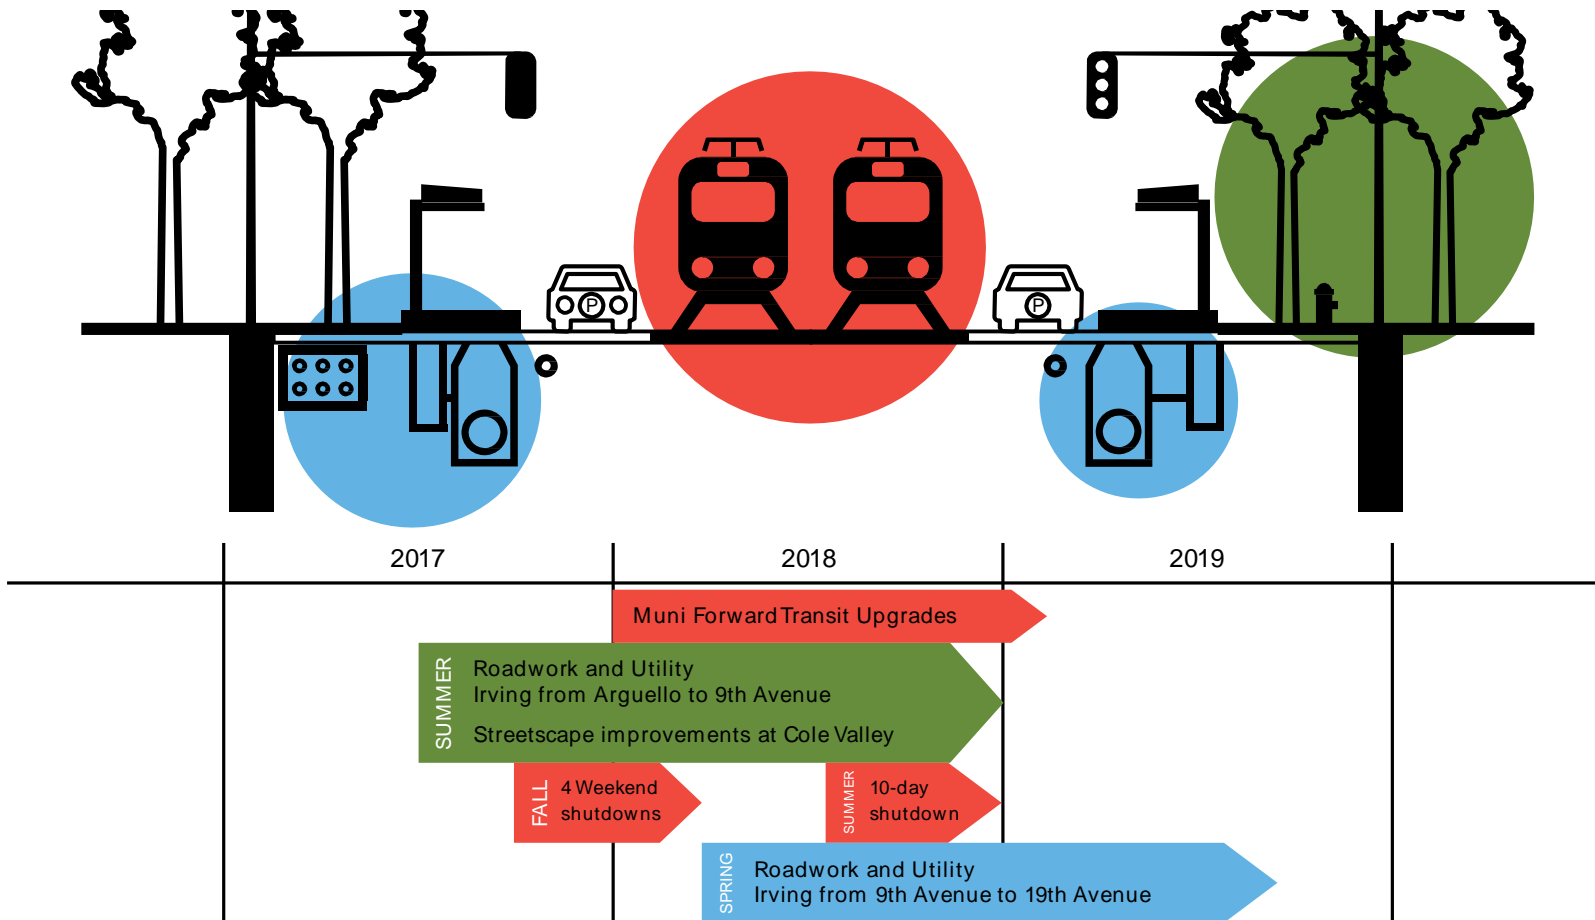 P
P
2017
2018
2019
Muni Forward Transit Upgrades
SUMMER
Roadwork and Utility
Irving from Arguello to 9th Avenue
Streetscape improvements at Cole Valley
FALL
4 Weekend
shutdowns
SUMMER
10-day
shutdown
SPRING
Roadwork and Utility
Irving from 9th Avenue to 19th Avenue